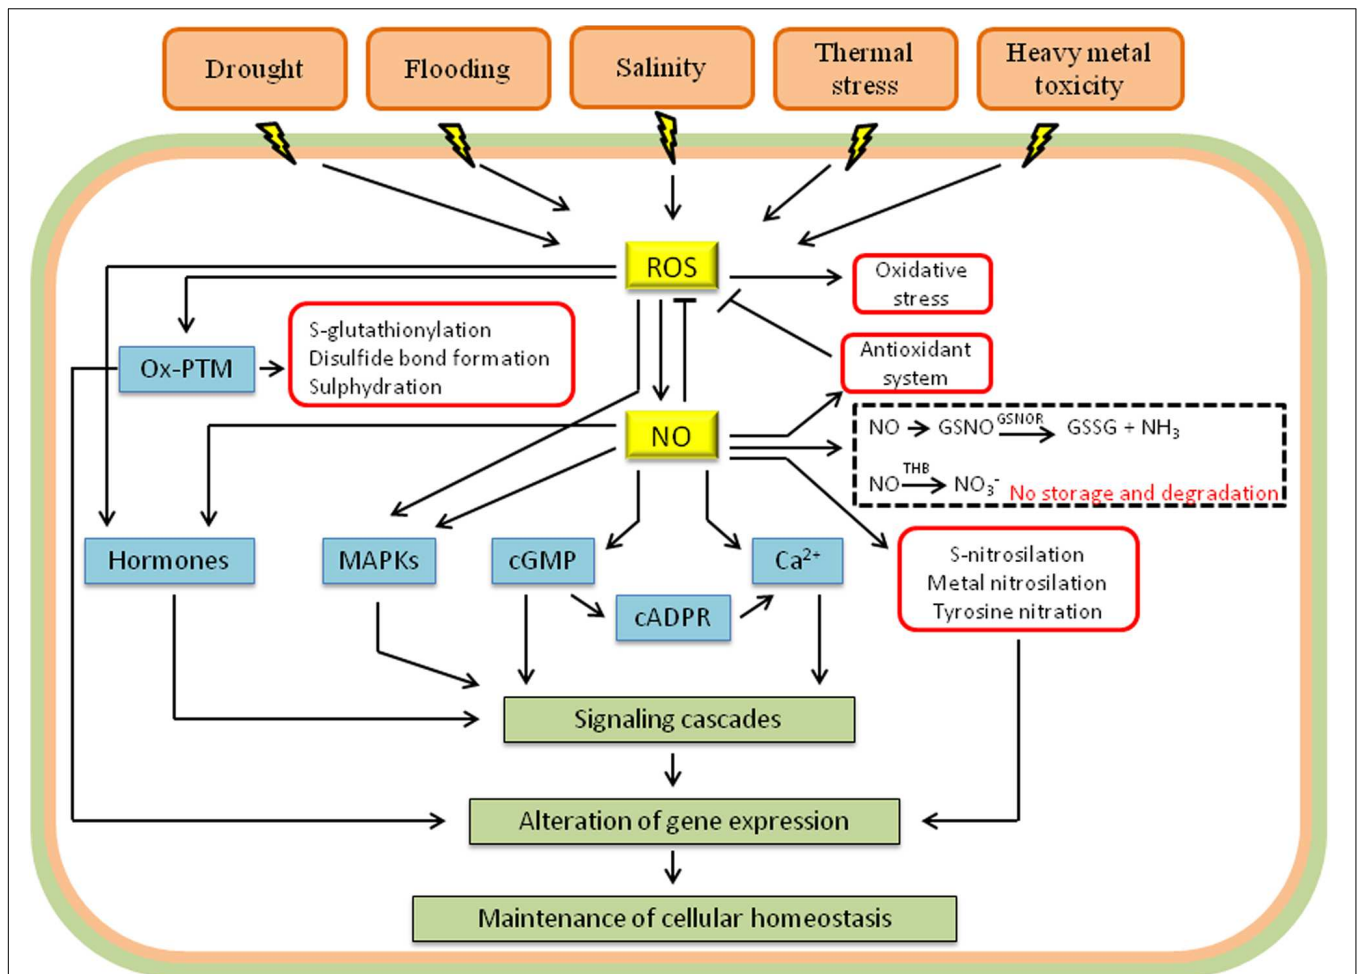 Drought
Flooding
Salinity
Thermal
stress
Heavy metal
toxicity
ROS
Oxidative
stress
S-glutathionylation
Disulfide bond formation
Sulphydration
Ox-PTM
Antioxidant
system
NO
NO → GSNO GSNOR → GSSG + NH₃
NO THB → NO₃⁻ No storage and degradation
Hormones
MAPKs
cGMP
Ca²⁺
cADPR
S-nitrosilation
Metal nitrosilation
Tyrosine nitration
Signaling cascades
Alteration of gene expression
Maintenance of cellular homeostasis